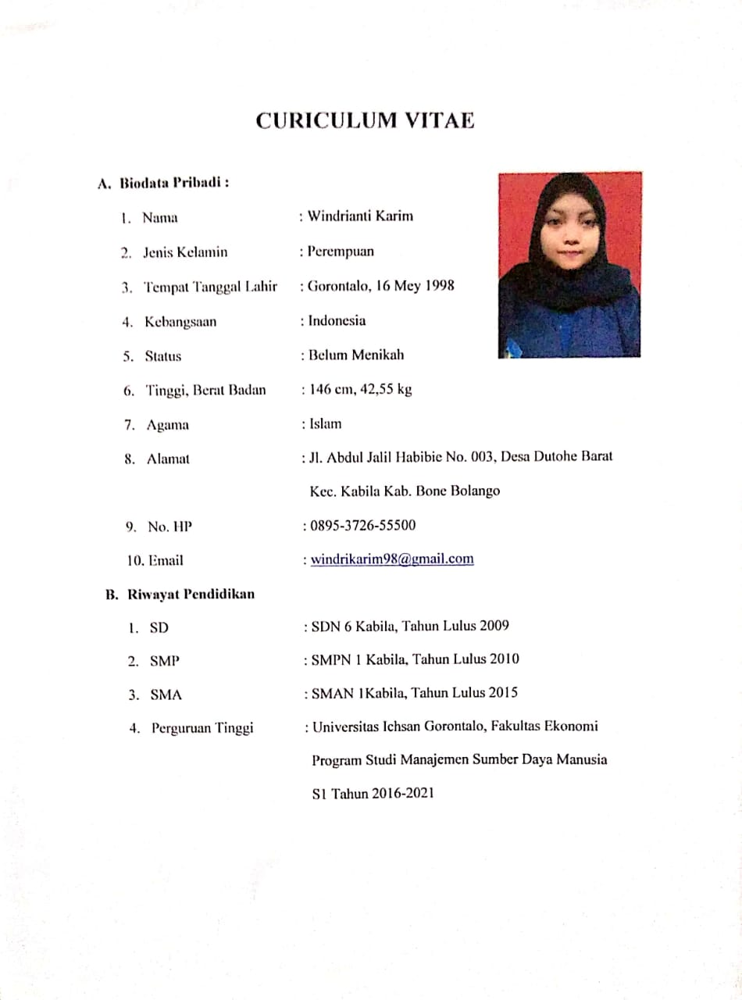 CURICULUM VITAE
A. Biodata Pribadi :
1. Nama : Windrianti Karim
2. Jenis Kelamin : Perempuan
3. Tempat Tanggal Lahir : Gorontalo, 16 Mey 1998
4. Kebangsaan : Indonesia
5. Status : Belum Menikah
6. Tinggi, Berat Badan : 146 cm, 42,55 kg
7. Agama : Islam
8. Alamat : Jl. Abdul Jalil Habibie No. 003, Desa Dutohe Barat
Kec. Kabila Kab. Bone Bolango
9. No. HP : 0895-3726-55500
10. Email : windrikarim98@gmail.com
B. Riwayat Pendidikan
1. SD : SDN 6 Kabila, Tahun Lulus 2009
2. SMP : SMPN 1 Kabila, Tahun Lulus 2010
3. SMA : SMAN 1Kabila, Tahun Lulus 2015
4. Perguruan Tinggi : Universitas Ichsan Gorontalo, Fakultas Ekonomi
Program Studi Manajemen Sumber Daya Manusia
S1 Tahun 2016-2021